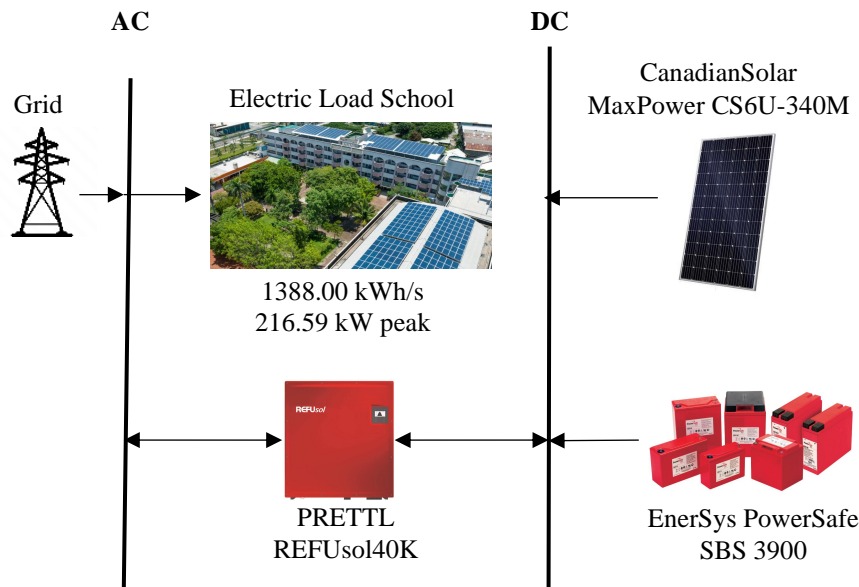 AC
DC
Grid
Electric Load School
CanadianSolar
MaxPower CS6U-340M
1388.00 kWh/s
216.59 kW peak
REFUsol
PRETTL
REFUsol40K
EnerSys PowerSafe
SBS 3900